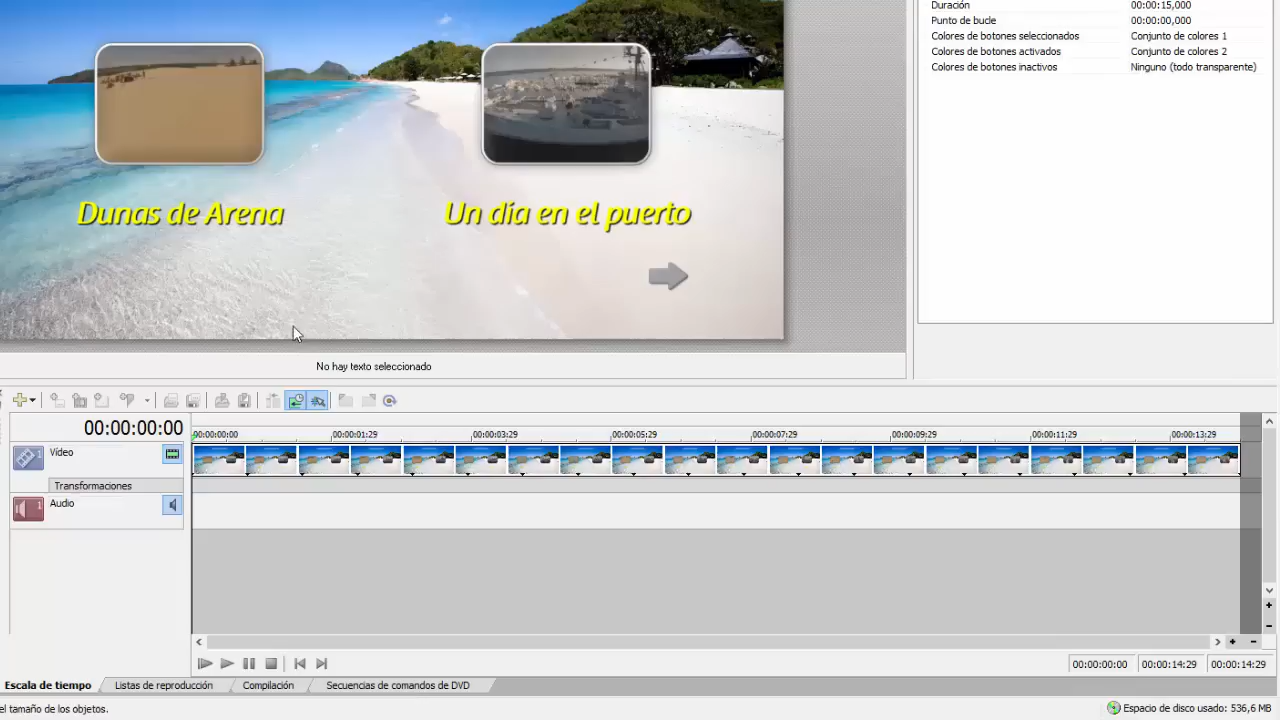 Duración 00:00:15,000
Punto de bucle 00:00:00,000
Colores de botones seleccionados Conjunto de colores 1
Colores de botones activados Conjunto de colores 2
Colores de botones inactivos Ninguno (todo transparente)
Dunas de Arena Un día en el puerto
No hay texto seleccionado
00:00:00:00
00:00:00:00 00:00:01:29 00:00:03:29 00:00:05:29 00:00:07:29 00:00:09:29 00:00:11:29 00:00:13:29
1 Vídeo
Transformaciones
1 Audio
00:00:00:00 00:00:14:29 00:00:14:29
Escala de tiempo Listas de reproducción Compilación Secuencias de comandos de DVD
el tamaño de los objetos. Espacio de disco usado: 536,6 MB